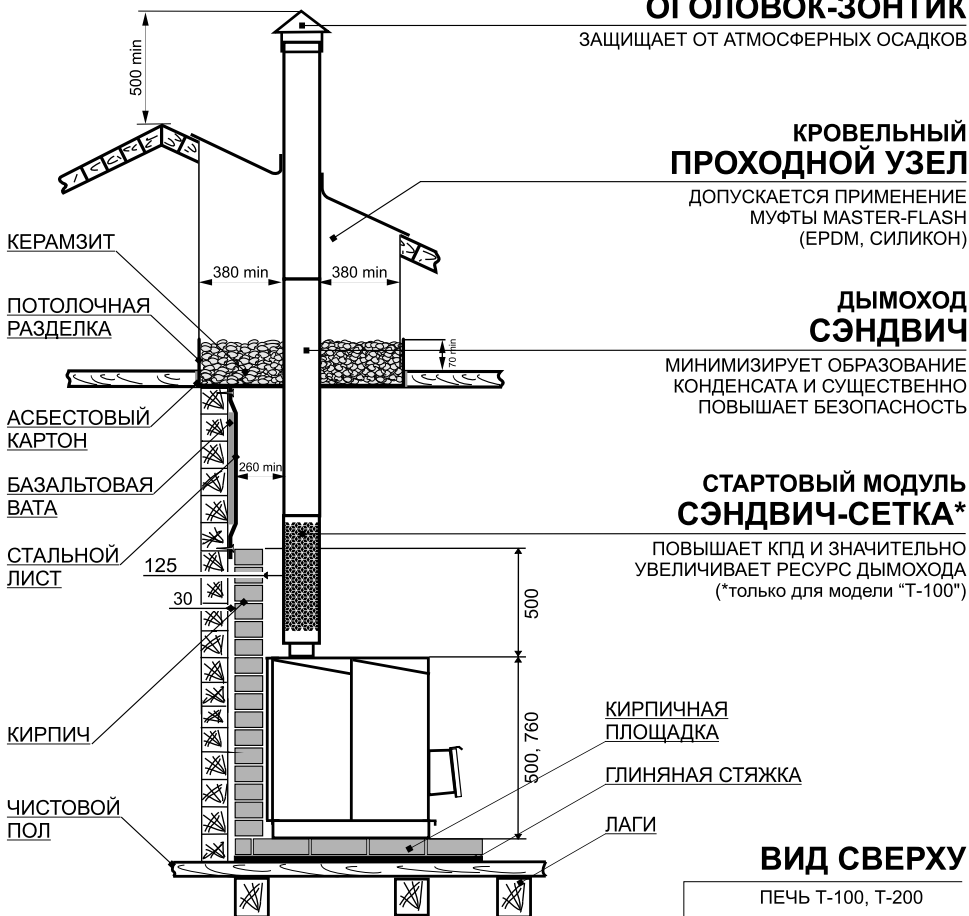 ОГОЛОВОК-ЗОНТИК
ЗАЩИЩАЕТ ОТ АТМОСФЕРНЫХ ОСАДКОВ
500 min
КРОВЕЛЬНЫЙ
ПРОХОДНОЙ УЗЕЛ
ДОПУСКАЕТСЯ ПРИМЕНЕНИЕ
МУФТЫ MASTER-FLASH
(EPDM, СИЛИКОН)
КЕРАМЗИТ
380 min
380 min
ПОТОЛОЧНАЯ
РАЗДЕЛКА
70 min
ДЫМОХОД
СЭНДВИЧ
МИНИМИЗИРУЕТ ОБРАЗОВАНИЕ
КОНДЕНСАТА И СУЩЕСТВЕННО
ПОВЫШАЕТ БЕЗОПАСНОСТЬ
АСБЕСТОВЫЙ
КАРТОН
БАЗАЛЬТОВАЯ
ВАТА
260 min
СТАРТОВЫЙ МОДУЛЬ
СЭНДВИЧ-СЕТКА*
ПОВЫШАЕТ КПД И ЗНАЧИТЕЛЬНО
УВЕЛИЧИВАЕТ РЕСУРС ДЫМОХОДА
(*только для модели “Т-100")
СТАЛЬНОЙ
ЛИСТ
125
30
500
500, 760
КИРПИЧ
КИРПИЧНАЯ
ПЛОЩАДКА
ГЛИНЯНАЯ СТЯЖКА
ЛАГИ
ЧИСТОВОЙ
ПОЛ
ВИД СВЕРХУ
ПЕЧЬ Т-100, Т-200